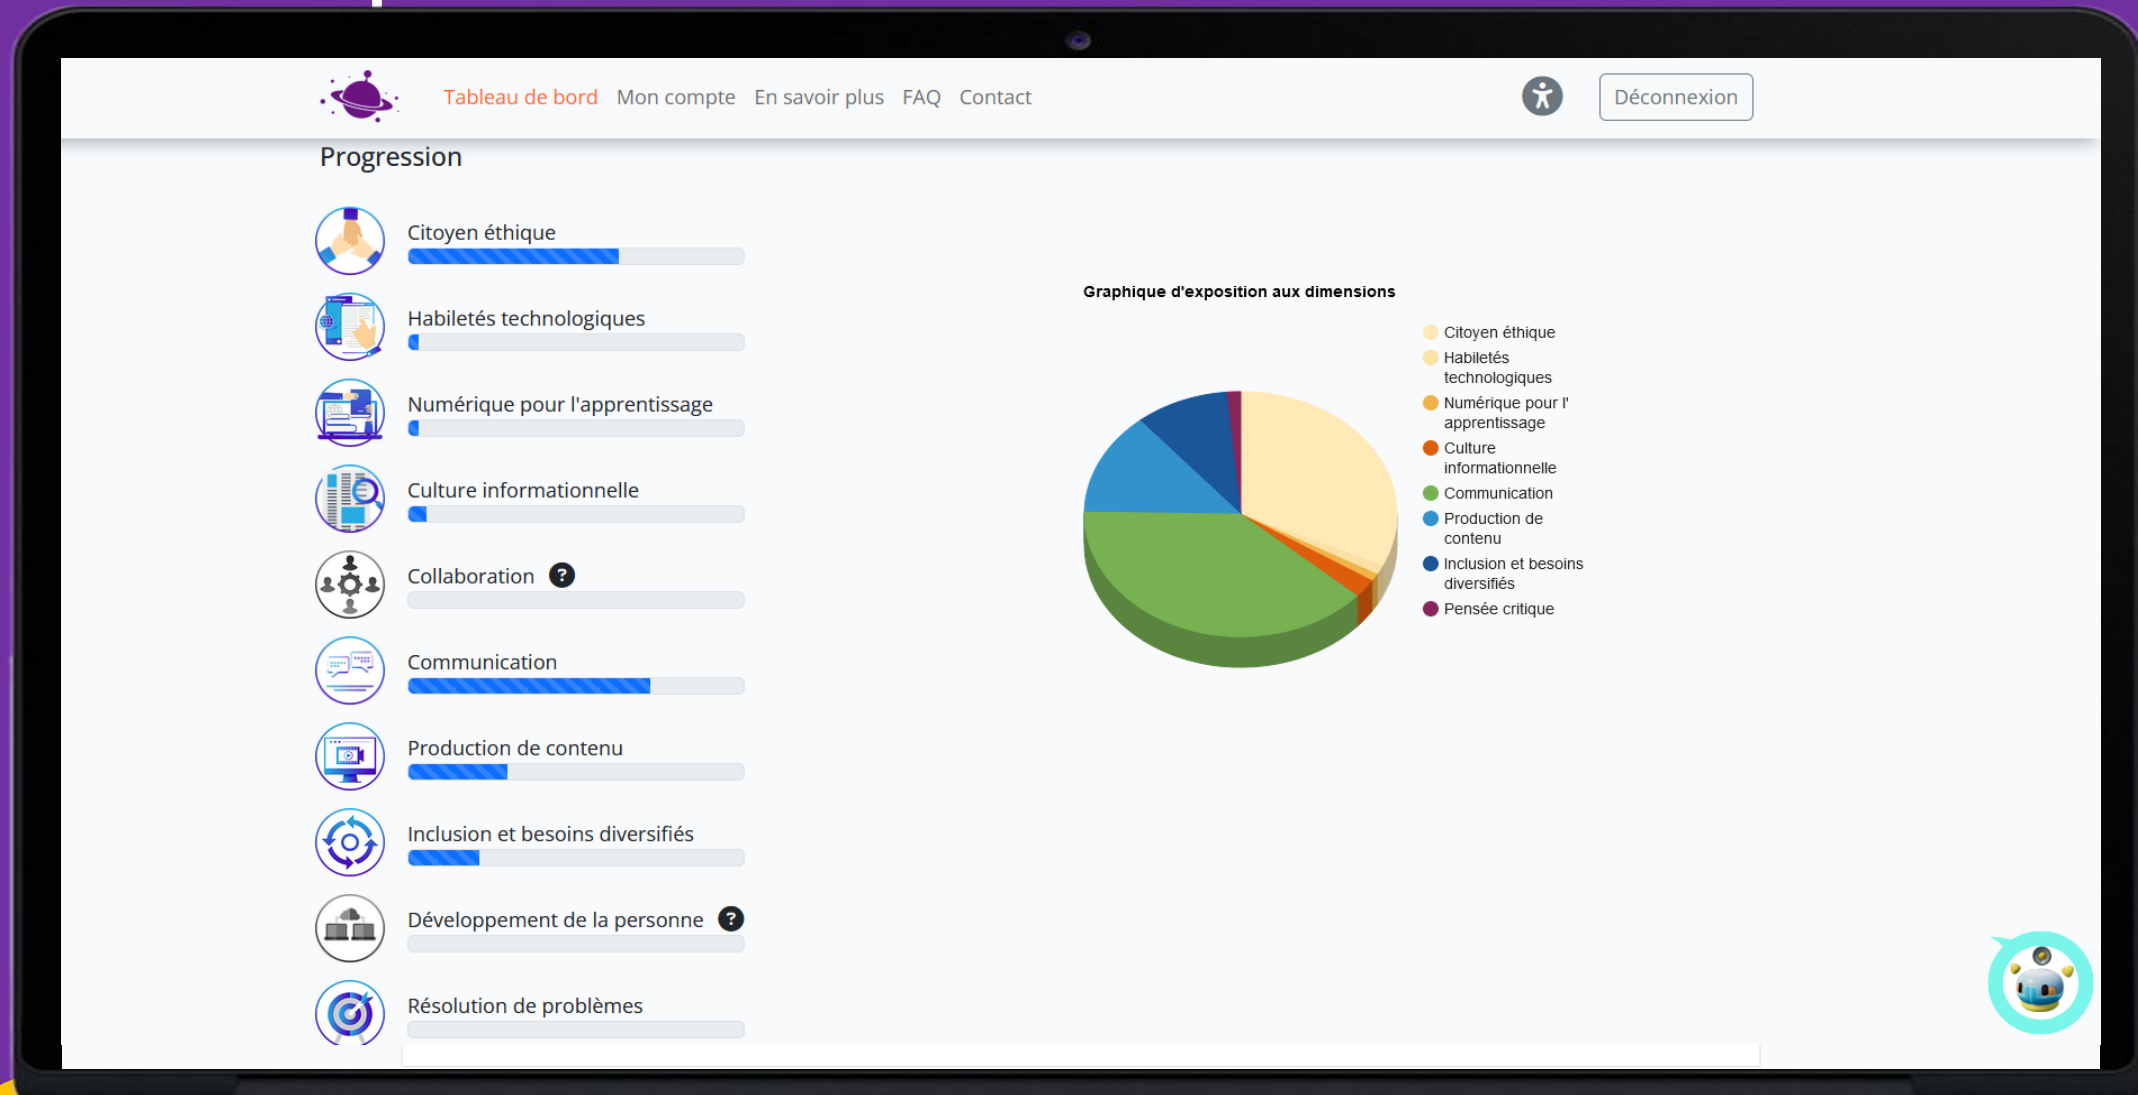 Tableau de bord Mon compte En savoir plus FAQ Contact Déconnexion
Progression
Citoyen éthique
Habiletés technologiques
Numérique pour l'apprentissage
Culture informationnelle
Collaboration ?
Communication
Production de contenu
Inclusion et besoins diversifiés
Développement de la personne ?
Résolution de problèmes
Graphique d'exposition aux dimensions
Citoyen éthique
Habiletés
technologiques
Numérique pour l'
apprentissage
Culture
informationnelle
Communication
Production de
contenu
Inclusion et besoins
diversifiés
Pensée critique